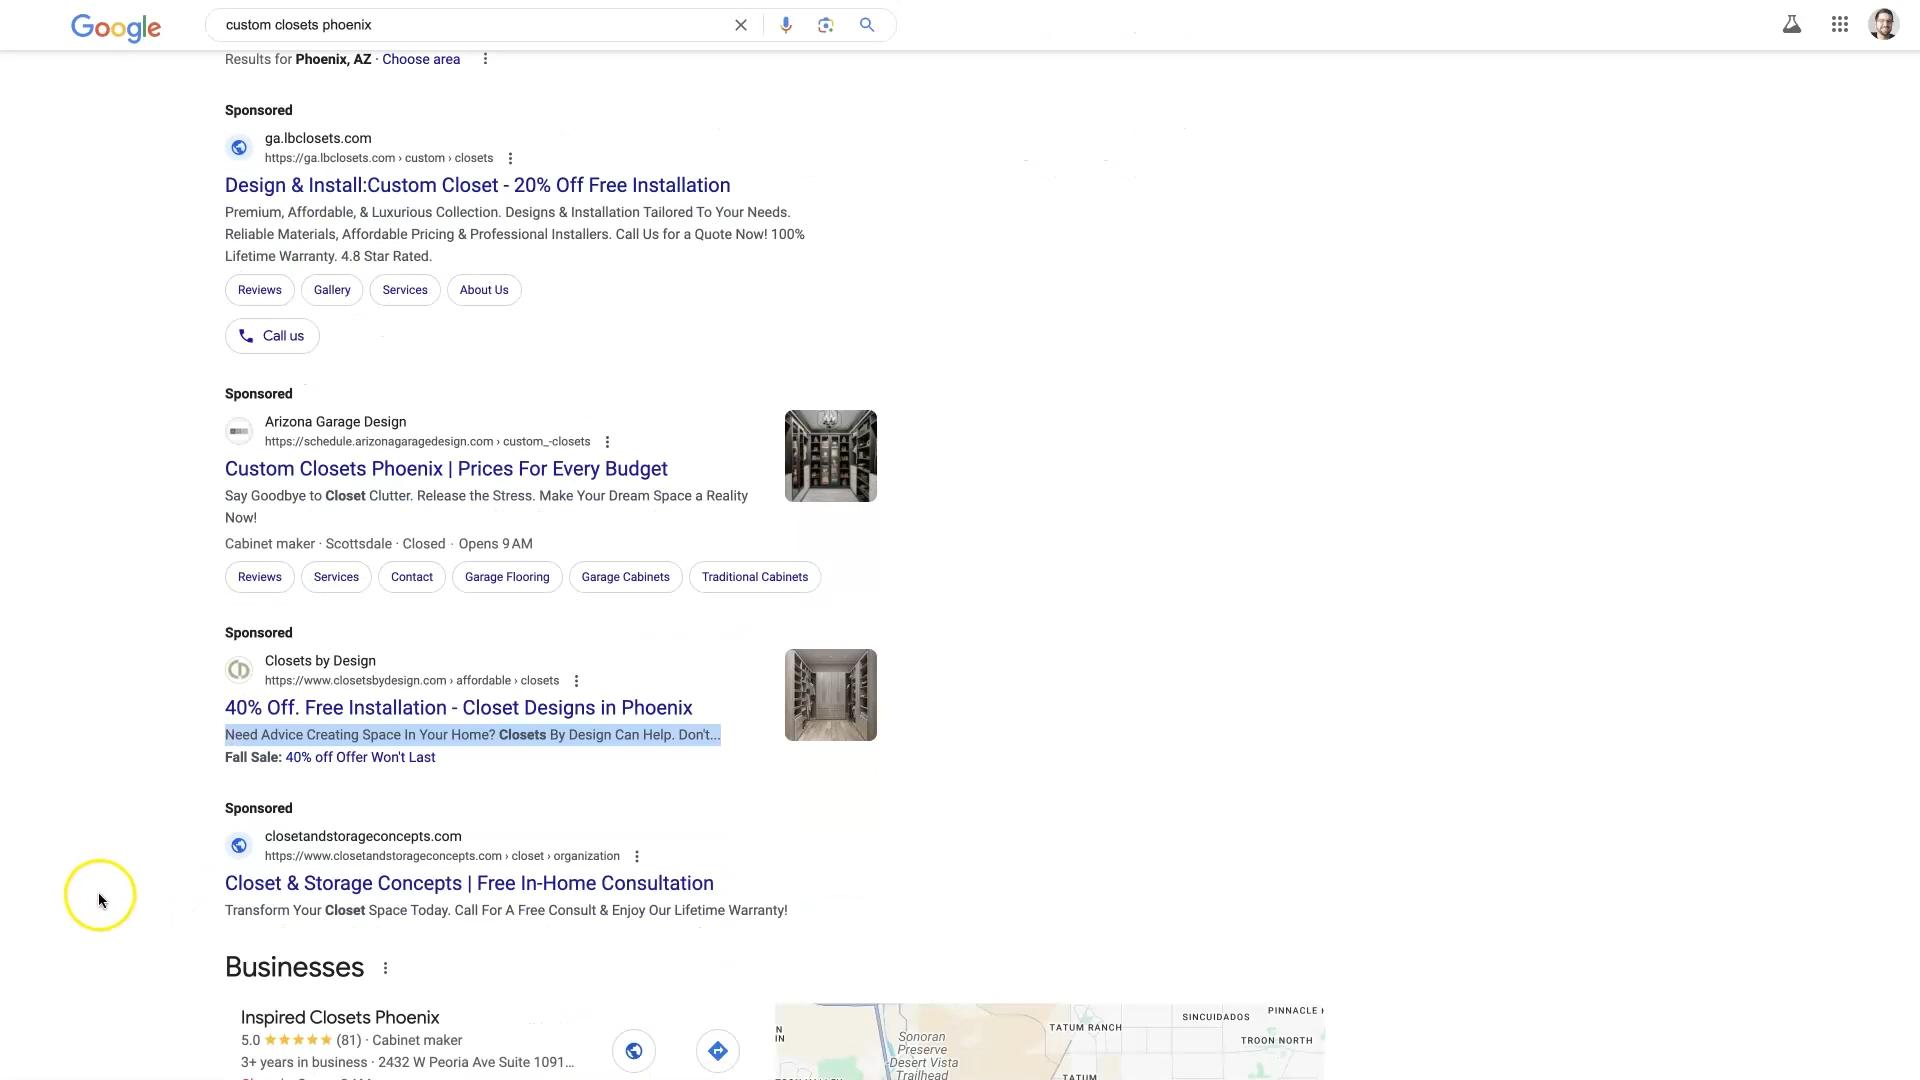 Google
custom closets phoenix
Results for Phoenix, AZ · Choose area
Sponsored
ga.lbclosets.com
https://ga.lbclosets.com › custom › closets
Design & Install:Custom Closet - 20% Off Free Installation
Premium, Affordable, & Luxurious Collection. Designs & Installation Tailored To Your Needs.
Reliable Materials, Affordable Pricing & Professional Installers. Call Us for a Quote Now! 100%
Lifetime Warranty. 4.8 Star Rated.
Reviews Gallery Services About Us
Call us
Sponsored
Arizona Garage Design
https://schedule.arizonagaragedesign.com › custom_-closets
Custom Closets Phoenix | Prices For Every Budget
Say Goodbye to Closet Clutter. Release the Stress. Make Your Dream Space a Reality
Now!
Cabinet maker · Scottsdale · Closed · Opens 9 AM
Reviews Services Contact Garage Flooring Garage Cabinets Traditional Cabinets
Sponsored
Closets by Design
https://www.closetsbydesign.com › affordable › closets
40% Off. Free Installation - Closet Designs in Phoenix
Need Advice Creating Space In Your Home? Closets By Design Can Help. Don't...
Fall Sale: 40% off Offer Won't Last
Sponsored
closetandstorageconcepts.com
https://www.closetandstorageconcepts.com › closet › organization
Closet & Storage Concepts | Free In-Home Consultation
Transform Your Closet Space Today. Call For A Free Consult & Enjoy Our Lifetime Warranty!
Businesses
Inspired Closets Phoenix
5.0 (81) · Cabinet maker
3+ years in business · 2432 W Peoria Ave Suite 1091...
Sonoran
Preserve
Desert Vista
Trailhead
TATUM RANCH
SINCUIDADOS
PINNACLE
TROON NORTH
TATUM